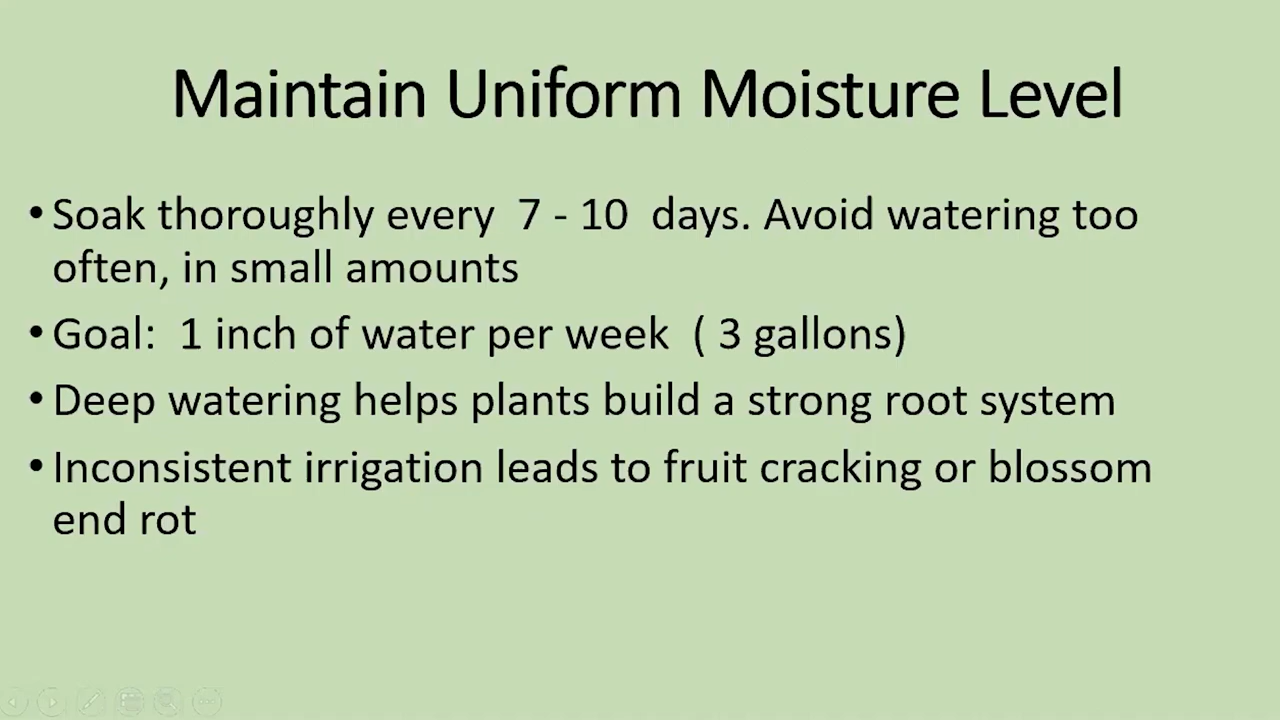 Maintain Uniform Moisture Level
• Soak thoroughly every  7 - 10  days. Avoid watering too
often, in small amounts
• Goal:  1 inch of water per week  ( 3 gallons)
• Deep watering helps plants build a strong root system
• Inconsistent irrigation leads to fruit cracking or blossom
end rot